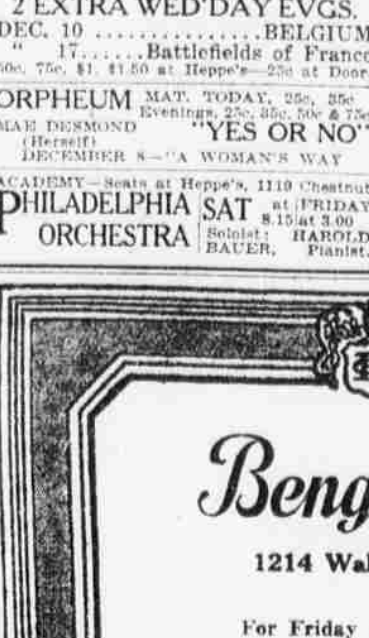 2 EXTRA WED'DAY EVGS.
DEC. 10 ...............BELGIUM
" 17......Battlefields of France
50c, 75c, $1, $1.50 at Heppe's—25c at Door
ORPHEUM MAT. TODAY, 25c, 35c
Evenings, 25c, 35c, 50c & 75c
MAE DESMOND "YES OR NO"
(Herself)
DECEMBER 8—"A WOMAN'S WAY
ACADEMY—Seats at Heppe's, 1119 Chestnut
PHILADELPHIA SAT at FRIDAY
8.15 at 3.00
ORCHESTRA Soloist: HAROLD
BAUER, Pianist.
Beng
1214 Wal
For Friday